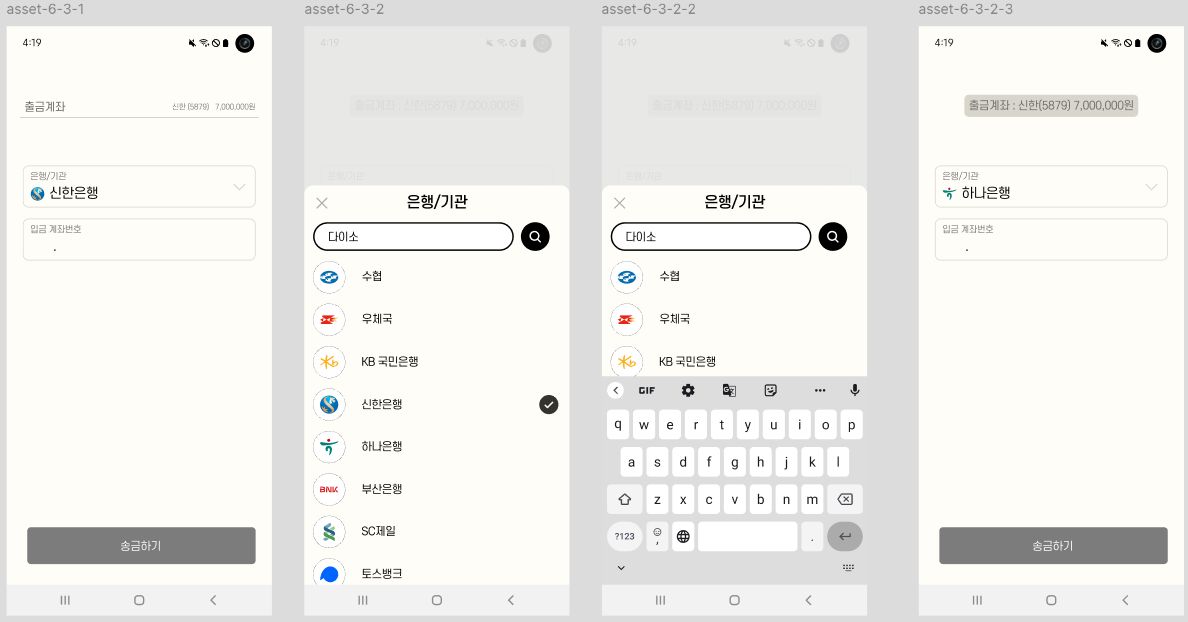 asset-6-3-1
4:19
출금계좌
신한 (5879) 7,000,000원
은행/기관
신한은행
입금 계좌번호
.
송금하기
asset-6-3-2
4:19
출금계좌 : 신한(5879) 7,000,000원
은행/기관
은행/기관
다이소
수협
우체국
KB 국민은행
신한은행
하나은행
BNK 부산은행
SC제일
토스뱅크
asset-6-3-2-2
4:19
출금계좌 : 신한(5879) 7,000,000원
은행/기관
은행/기관
다이소
수협
우체국
KB 국민은행
GIF
q w e r t y u i o p
a s d f g h j k l
z x c v b n m
?123 , .
asset-6-3-2-3
4:19
출금계좌 : 신한(5879) 7,000,000원
은행/기관
하나은행
입금 계좌번호
.
송금하기